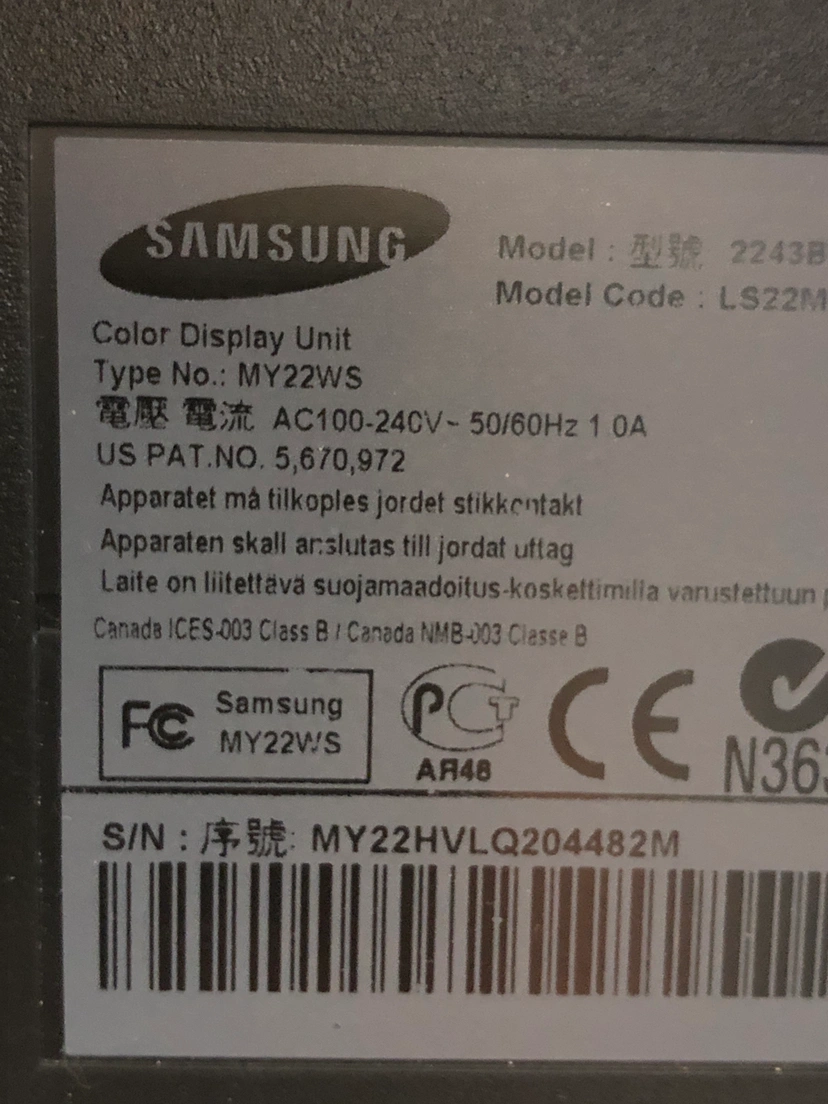 SAMSUNG
Model : 型號 2243B
Model Code : LS22M
Color Display Unit
Type No.: MY22WS
電壓 電流 AC100-240V~ 50/60Hz 1.0A
US PAT.NO. 5,670,972
Apparatet må tilkoples jordet stikkontakt
Apparaten skall anslutas till jordat uttag
Laite on liitettävä suojamaadoitus-koskettimilla varustettuun
Canada ICES-003 Class B / Canada NMB-003 Classe B
FC Samsung
MY22WS
РСТ
АЯ48
CE
N363
S/N : 序號: MY22HVLQ204482M